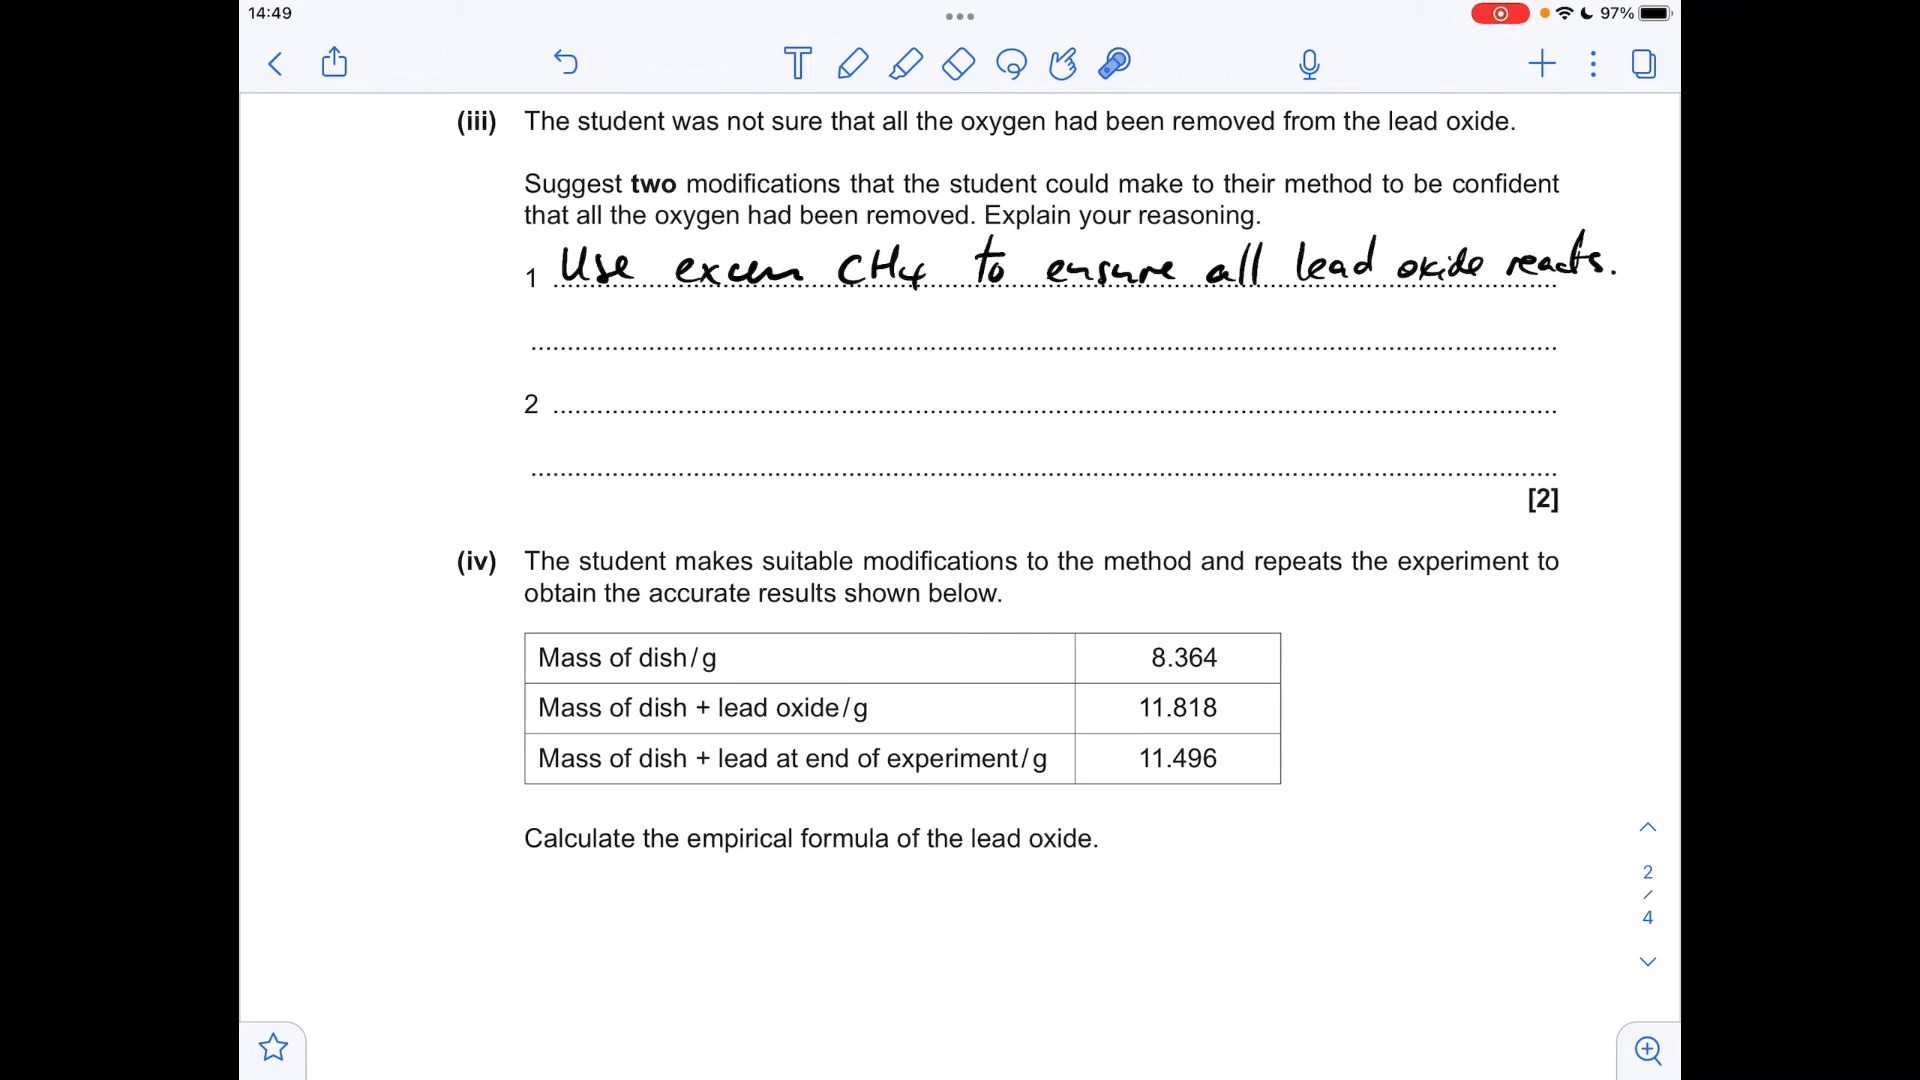 14:49
97%
(iii) The student was not sure that all the oxygen had been removed from the lead oxide.
Suggest two modifications that the student could make to their method to be confident
that all the oxygen had been removed. Explain your reasoning.
1 Use excess CH4 to ensure all lead oxide reacts.
2
[2]
(iv) The student makes suitable modifications to the method and repeats the experiment to
obtain the accurate results shown below.
Mass of dish/g 8.364
Mass of dish + lead oxide/g 11.818
Mass of dish + lead at end of experiment/g 11.496
Calculate the empirical formula of the lead oxide.
2
/
4